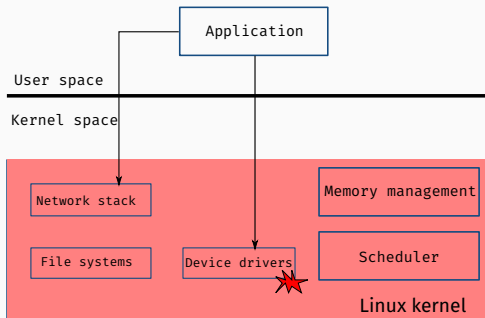 Application
User space
Kernel space
Network stack
Memory management
File systems
Device drivers
Scheduler
Linux kernel